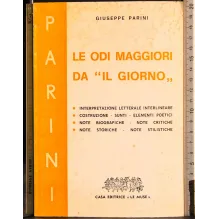 GIUSEPPE PARINI
PARINI
LE ODI MAGGIORI
DA "IL GIORNO„
INTERPRETAZIONE LETTERALE INTERLINEARE
COSTRUZIONE - SUNTI - ELEMENTI POETICI
NOTE BIOGRAFICHE - NOTE CRITICHE
NOTE STORICHE - NOTE STILISTICHE
CASA EDITRICE «LE MUSE»